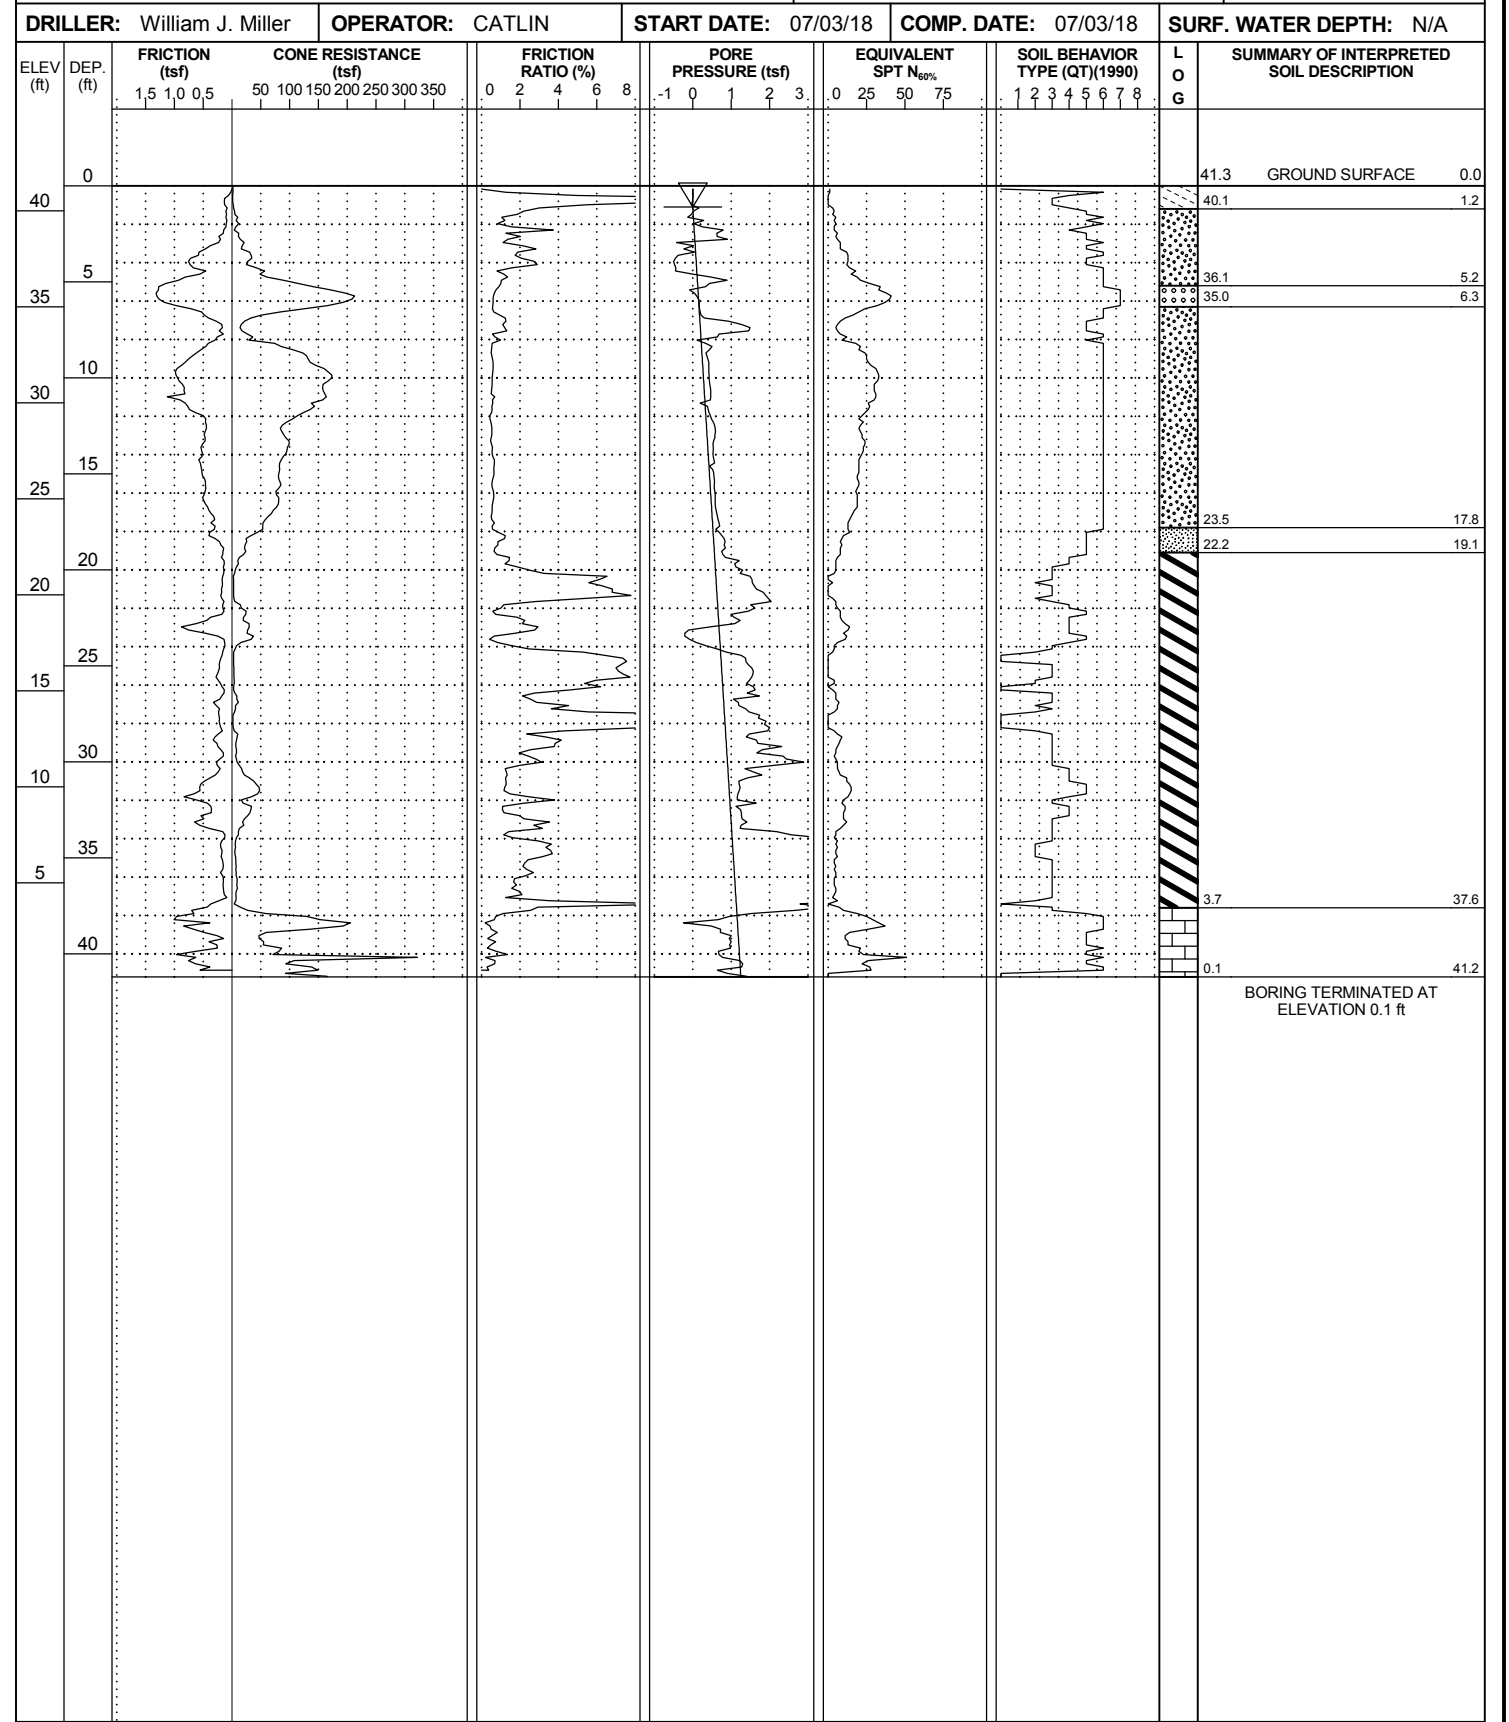 DRILLER: William J. Miller OPERATOR: CATLIN START DATE: 07/03/18 COMP. DATE: 07/03/18 SURF. WATER DEPTH: N/A
ELEV (ft) DEP. (ft) FRICTION (tsf) CONE RESISTANCE (tsf) FRICTION RATIO (%) PORE PRESSURE (tsf) EQUIVALENT SPT N60% SOIL BEHAVIOR TYPE (QT)(1990) LOG SUMMARY OF INTERPRETED SOIL DESCRIPTION
1.5 1.0 0.5 50 100 150 200 250 300 350 0 2 4 6 8 -1 0 1 2 3 0 25 50 75 1 2 3 4 5 6 7 8
0 41.3 GROUND SURFACE 0.0
40 40.1 1.2
5 36.1 5.2
35 35.0 6.3
10
30
15
25
23.5 17.8
22.2 19.1
20
20
25
15
30
10
35
5
3.7 37.6
40
0.1 41.2
BORING TERMINATED AT
ELEVATION 0.1 ft